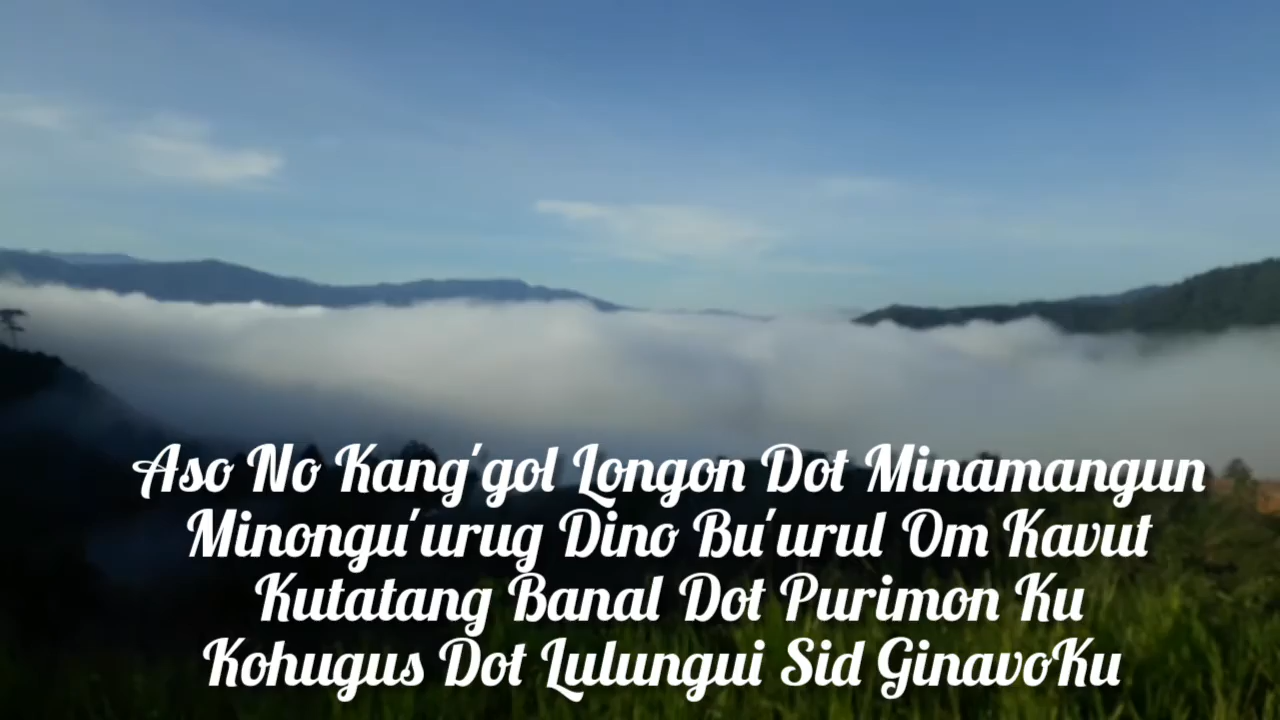 Aso No Kang'gol Longon Dot Minamangun
Minongu'urug Dino Bu'urul Om Kavut
Kutatang Banal Dot Purimon Ku
Kohugus Dot Lulungui Sid GinavoKu